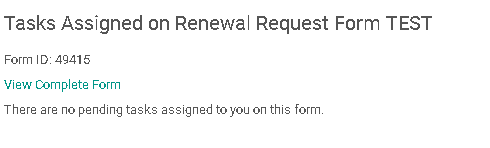 Tasks Assigned on Renewal Request Form TEST
Form ID: 49415
View Complete Form
There are no pending tasks assigned to you on this form.